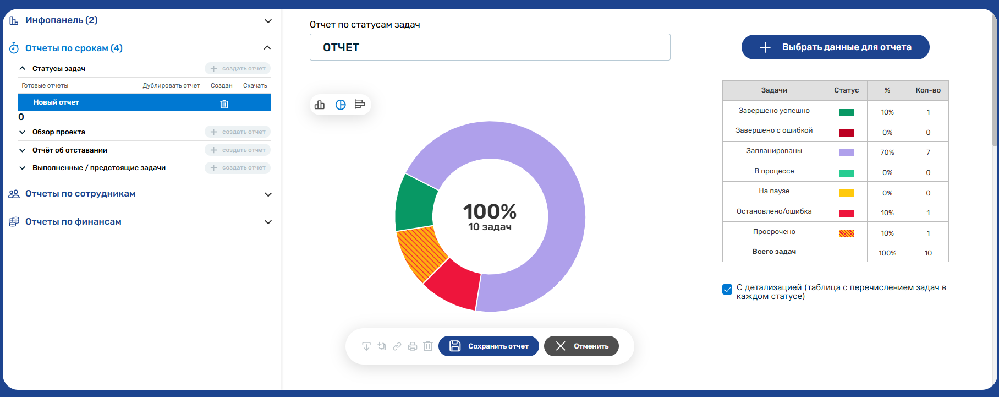 Инфопанель (2)
Отчеты по срокам (4)
Статусы задач
создать отчет
Готовые отчеты Дублировать отчет Создан Скачать
Новый отчет
0
Обзор проекта
создать отчет
Отчёт об отставании
создать отчет
Выполненные / предстоящие задачи
создать отчет
Отчеты по сотрудникам
Отчеты по финансам
Отчет по статусам задач
ОТЧЕТ
100%
10 задач
Сохранить отчет
Отменить
Выбрать данные для отчета
Задачи Статус % Кол-во
Завершено успешно 10% 1
Завершено с ошибкой 0% 0
Запланированы 70% 7
В процессе 0% 0
На паузе 0% 0
Остановлено/ошибка 10% 1
Просрочено 10% 1
Всего задач 100% 10
С детализацией (таблица с перечислением задач в
каждом статусе)